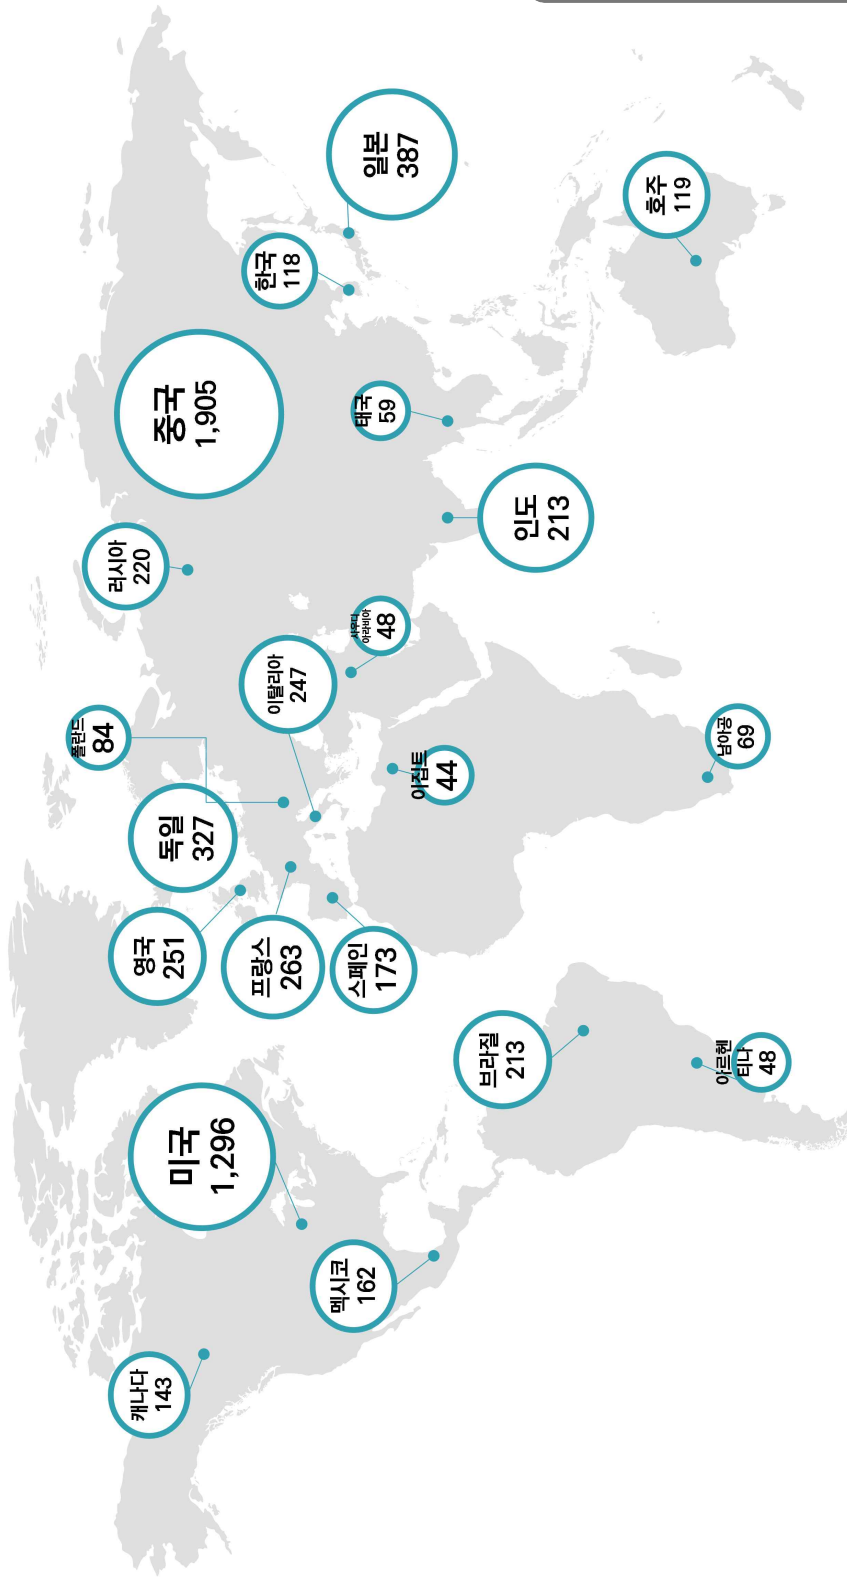 캐나다
143
미국
1,296
멕시코
162
브라질
213
아르헨
티나
48
영국
251
프랑스
263
스페인
173
독일
327
폴란드
84
이탈리아
247
이집트
44
남아공
69
사우디
아라비아
48
러시아
220
인도
213
중국
1,905
태국
59
한국
118
일본
387
호주
119